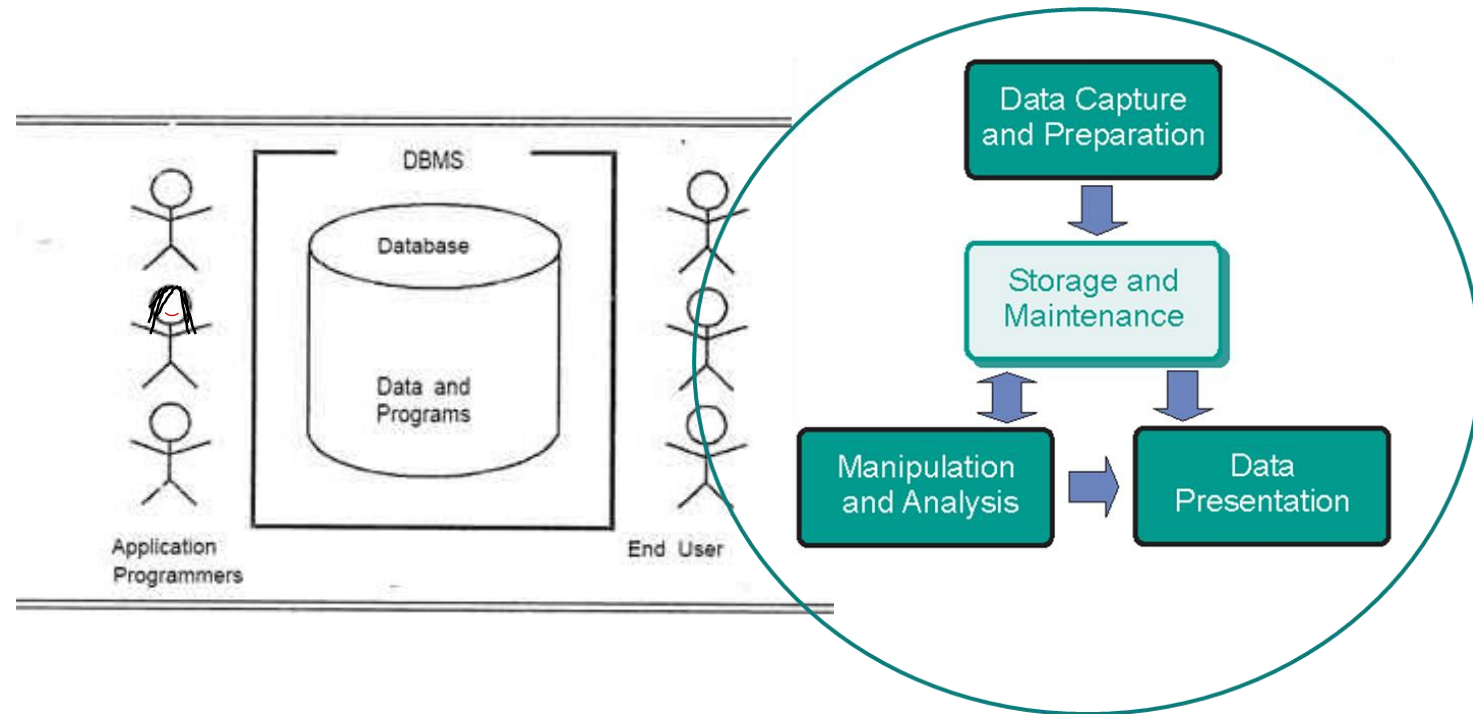 DBMS
Database
Data and
Programs
Application
Programmers
End User
Data Capture
and Preparation
Storage and
Maintenance
Manipulation
and Analysis
Data
Presentation